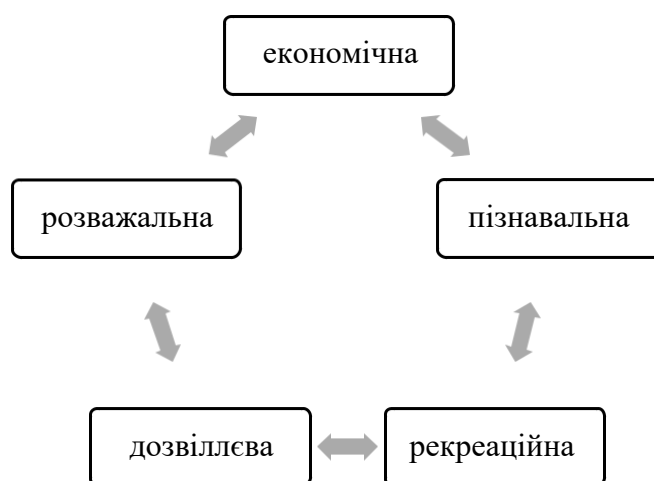 економічна
розважальна
пізнавальна
дозвіллєва
рекреаційна